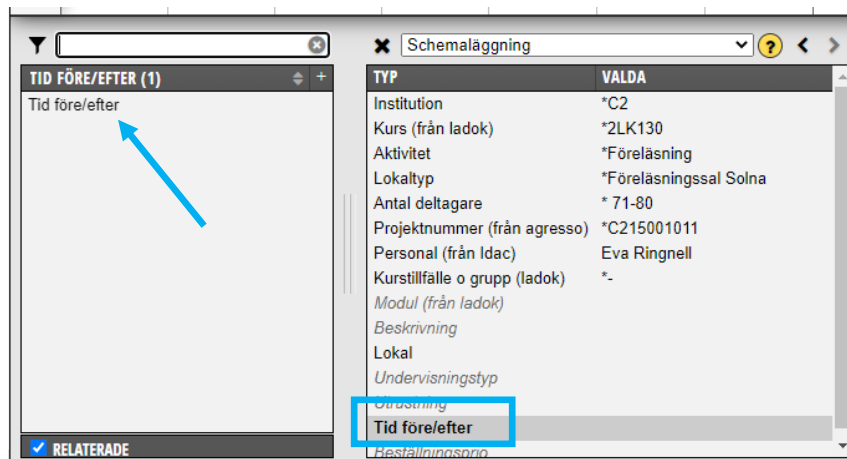 Schemaläggning ?
TID FÖRE/EFTER (1) +
Tid före/efter
RELATERADE
TYP VALDA
Institution *C2
Kurs (från ladok) *2LK130
Aktivitet *Föreläsning
Lokaltyp *Föreläsningssal Solna
Antal deltagare * 71-80
Projektnummer (från agresso) *C215001011
Personal (från Idac) Eva Ringnell
Kurstillfälle o grupp (ladok) *-
Modul (från ladok)
Beskrivning
Lokal
Undervisningstyp
Utrustning
Tid före/efter
Beställningsprio